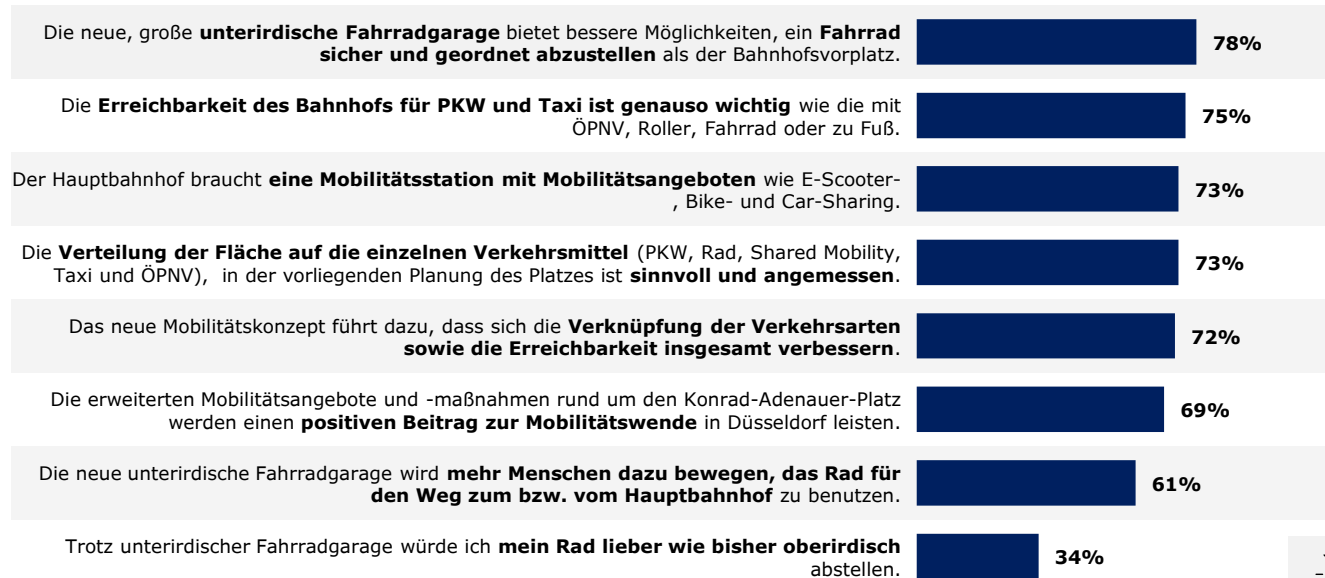 Die neue, große unterirdische Fahrradgarage bietet bessere Möglichkeiten, ein Fahrrad
sicher und geordnet abzustellen als der Bahnhofsvorplatz.
78%
Die Erreichbarkeit des Bahnhofs für PKW und Taxi ist genauso wichtig wie die mit
ÖPNV, Roller, Fahrrad oder zu Fuß.
75%
Der Hauptbahnhof braucht eine Mobilitätsstation mit Mobilitätsangeboten wie E-Scooter-
, Bike- und Car-Sharing.
73%
Die Verteilung der Fläche auf die einzelnen Verkehrsmittel (PKW, Rad, Shared Mobility,
Taxi und ÖPNV), in der vorliegenden Planung des Platzes ist sinnvoll und angemessen.
73%
Das neue Mobilitätskonzept führt dazu, dass sich die Verknüpfung der Verkehrsarten
sowie die Erreichbarkeit insgesamt verbessern.
72%
Die erweiterten Mobilitätsangebote und -maßnahmen rund um den Konrad-Adenauer-Platz
werden einen positiven Beitrag zur Mobilitätswende in Düsseldorf leisten.
69%
Die neue unterirdische Fahrradgarage wird mehr Menschen dazu bewegen, das Rad für
den Weg zum bzw. vom Hauptbahnhof zu benutzen.
61%
Trotz unterirdischer Fahrradgarage würde ich mein Rad lieber wie bisher oberirdisch
abstellen.
34%